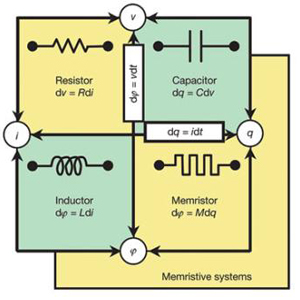 v
Resistor
dv = Rdi
Capacitor
dq = Cdv
dφ = vdt
i
dq = idt
q
Inductor
dφ = Ldi
Memristor
dφ = Mdq
φ
Memristive systems